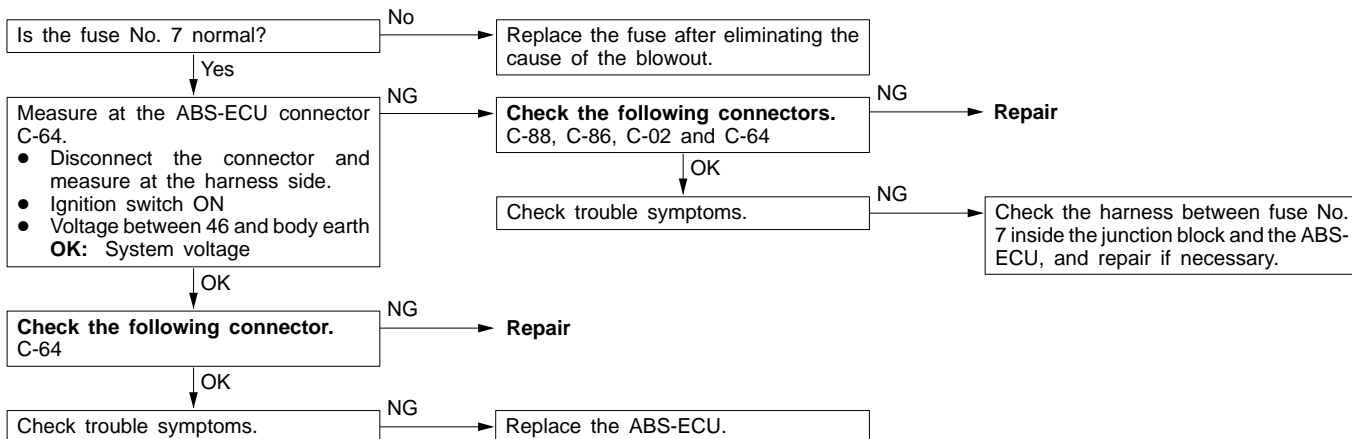 Is the fuse No. 7 normal?
No
Replace the fuse after eliminating the
cause of the blowout.
Yes
Measure at the ABS-ECU connector
C-64.
● Disconnect the connector and
measure at the harness side.
● Ignition switch ON
● Voltage between 46 and body earth
OK: System voltage
NG
Check the following connectors.
C-88, C-86, C-02 and C-64
NG
Repair
OK
Check trouble symptoms.
NG
Check the harness between fuse No.
7 inside the junction block and the ABS-
ECU, and repair if necessary.
OK
Check the following connector.
C-64
NG
Repair
OK
Check trouble symptoms.
NG
Replace the ABS-ECU.